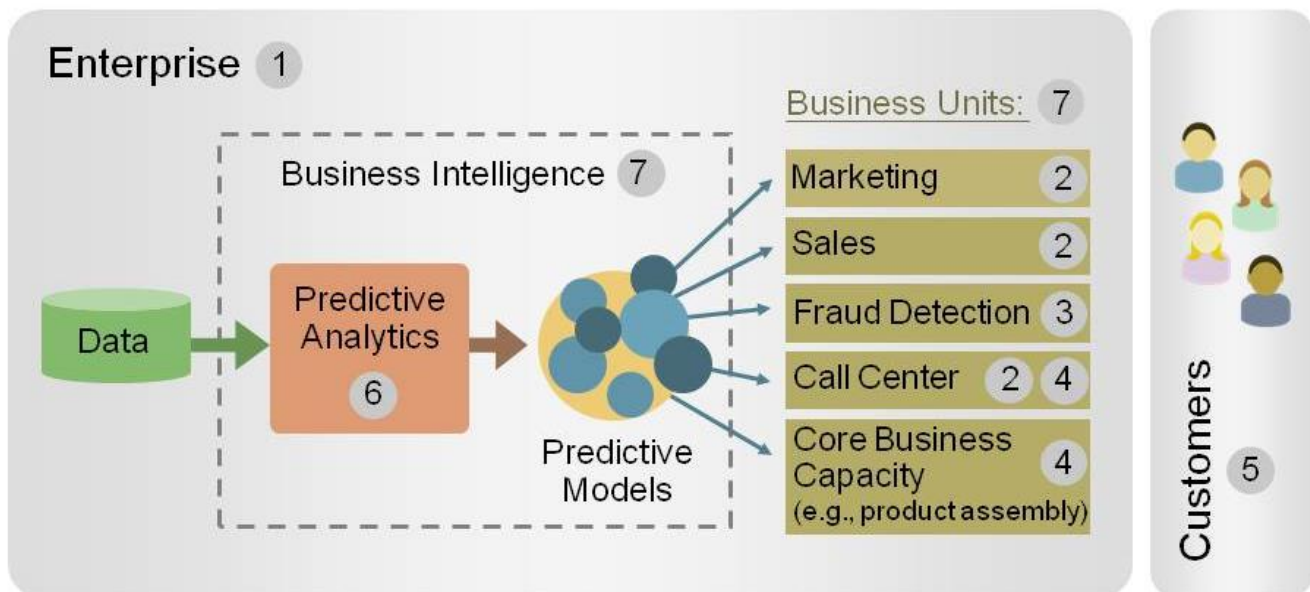 Enterprise 1
Business Units: 7
Business Intelligence 7
Marketing 2
Sales 2
Predictive
Analytics
6
Data
Fraud Detection 3
Call Center 2 4
Predictive
Models
Core Business
Capacity
(e.g., product assembly)
4
Customers 5